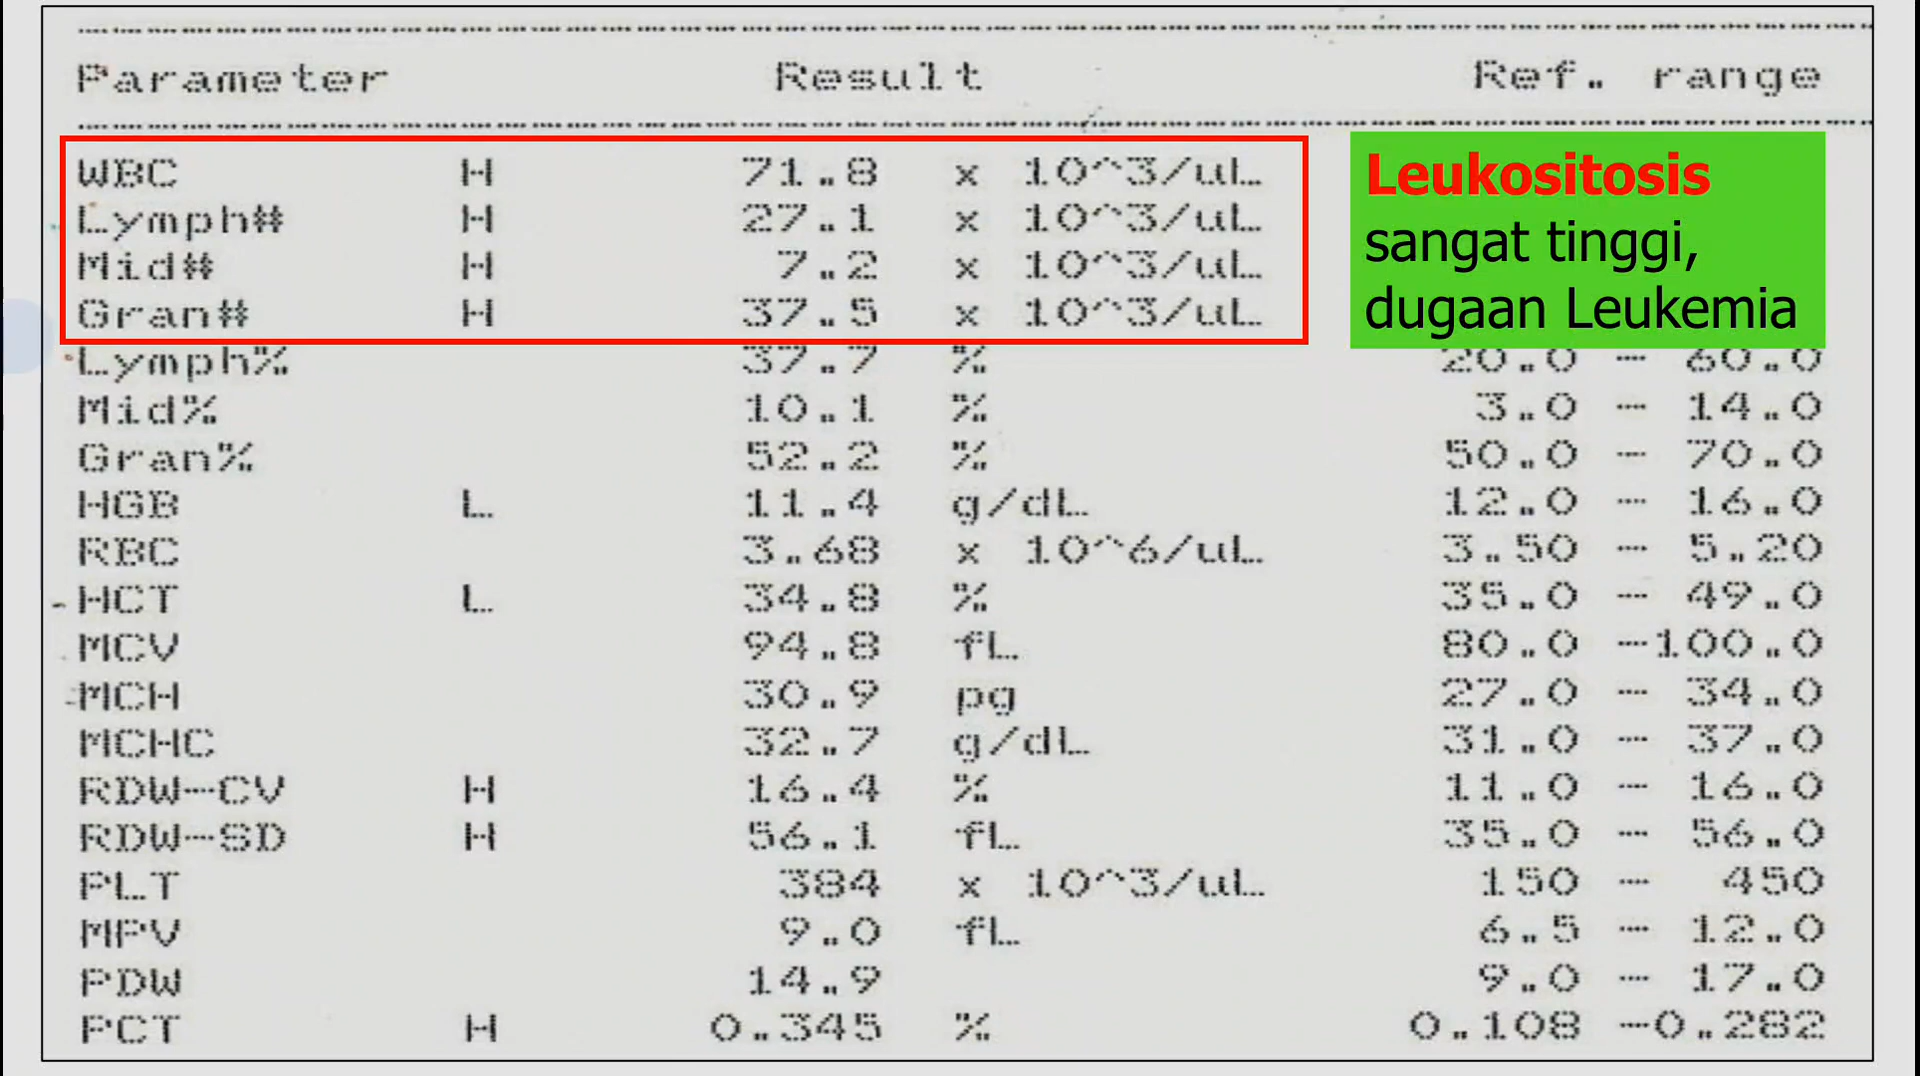 Parameter Result Ref. range
WBC H 71.8 x 10^3/uL
Lymph# H 27.1 x 10^3/uL
Mid# H 7.2 x 10^3/uL
Gran# H 37.5 x 10^3/uL
Leukositosis
sangat tinggi,
dugaan Leukemia
Lymph% 37.7 % 20.0 - 60.0
Mid% 10.1 % 3.0 - 14.0
Gran% 52.2 % 50.0 - 70.0
HGB L 11.4 g/dL 12.0 - 16.0
RBC 3.68 x 10^6/uL 3.50 - 5.20
HCT L 34.8 % 35.0 - 49.0
MCV 94.8 fL 80.0 -100.0
MCH 30.9 pg 27.0 - 34.0
MCHC 32.7 g/dL 31.0 - 37.0
RDW-CV H 16.4 % 11.0 - 16.0
RDW-SD H 56.1 fL 35.0 - 56.0
PLT 384 x 10^3/uL 150 - 450
MPV 9.0 fL 6.5 - 12.0
PDW 14.9 9.0 - 17.0
PCT H 0.345 % 0.108 -0.282